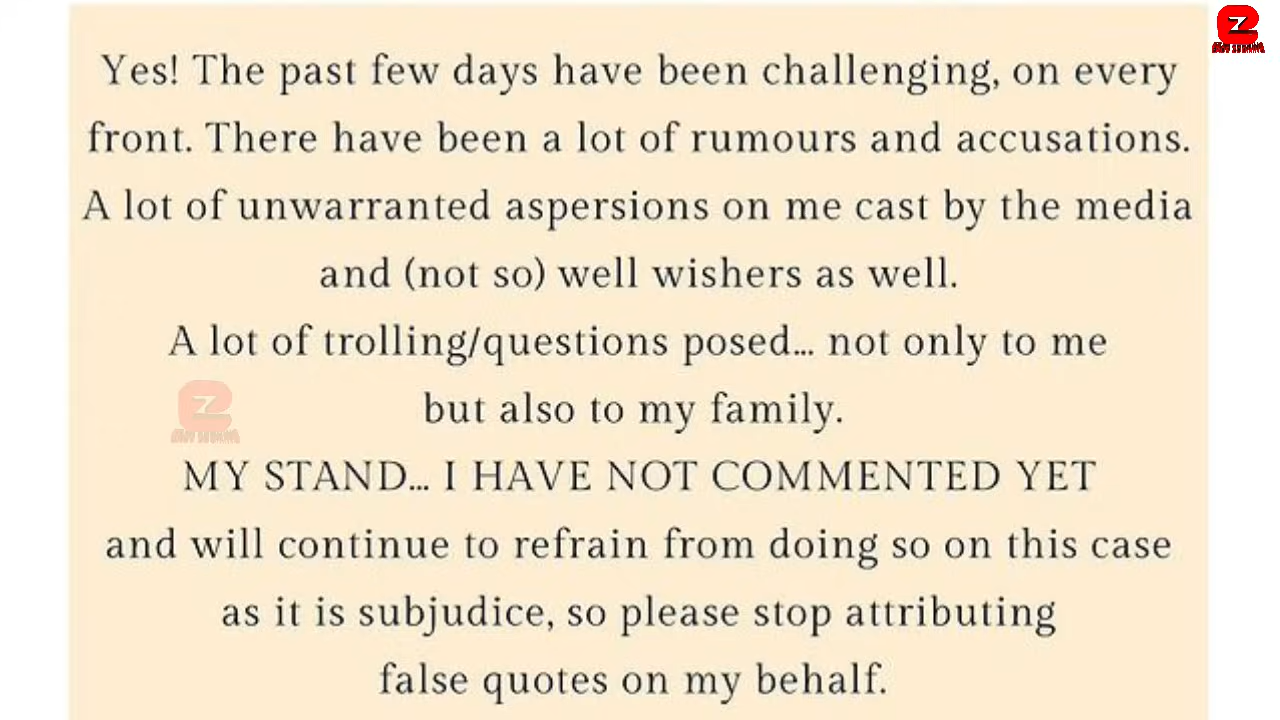 Yes! The past few days have been challenging, on every
front. There have been a lot of rumours and accusations.
A lot of unwarranted aspersions on me cast by the media
and (not so) well wishers as well.
A lot of trolling/questions posed... not only to me
but also to my family.
MY STAND... I HAVE NOT COMMENTED YET
and will continue to refrain from doing so on this case
as it is subjudice, so please stop attributing
false quotes on my behalf.
Z